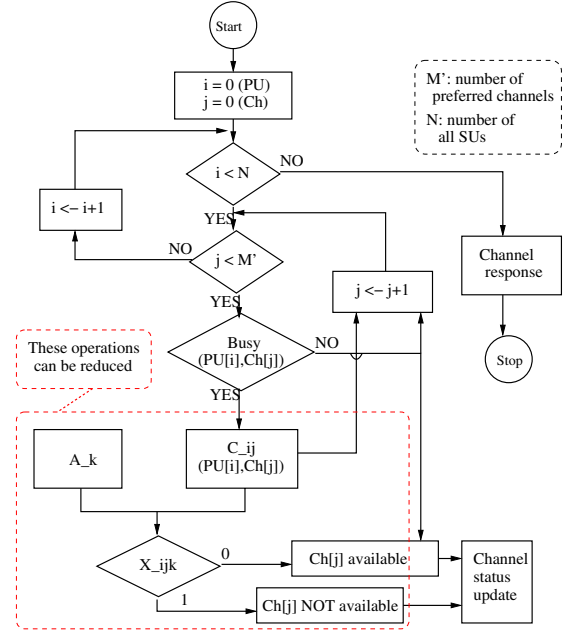 Start
i = 0 (PU)
j = 0 (Ch)
M’: number of
preferred channels
N: number of
all SUs
i < N
NO
YES
i <- i+1
NO
j < M’
j <- j+1
Channel
response
YES
Busy
(PU[i],Ch[j])
NO
Stop
These operations
can be reduced
YES
A_k
C_ij
(PU[i],Ch[j])
X_ijk
0
Ch[j] available
Channel
status
update
1
Ch[j] NOT available